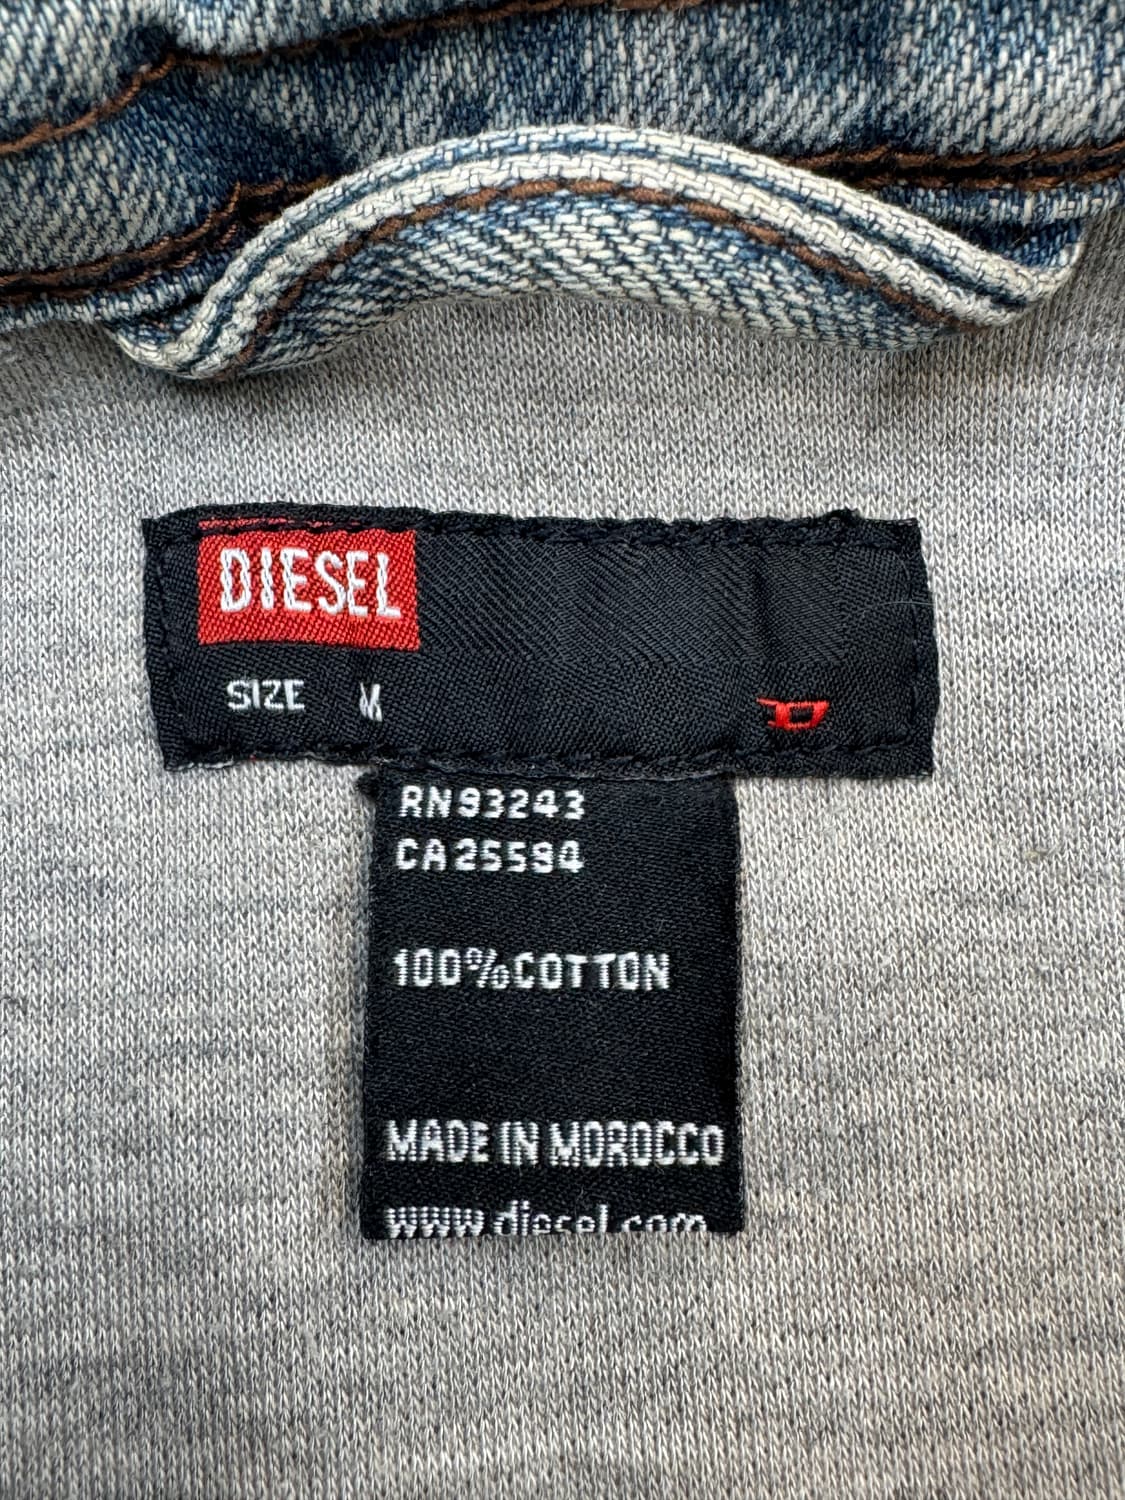 DIESEL
SIZE M
D
RN93243
CA25594
100%COTTON
MADE IN MOROCCO
www.diesel.com